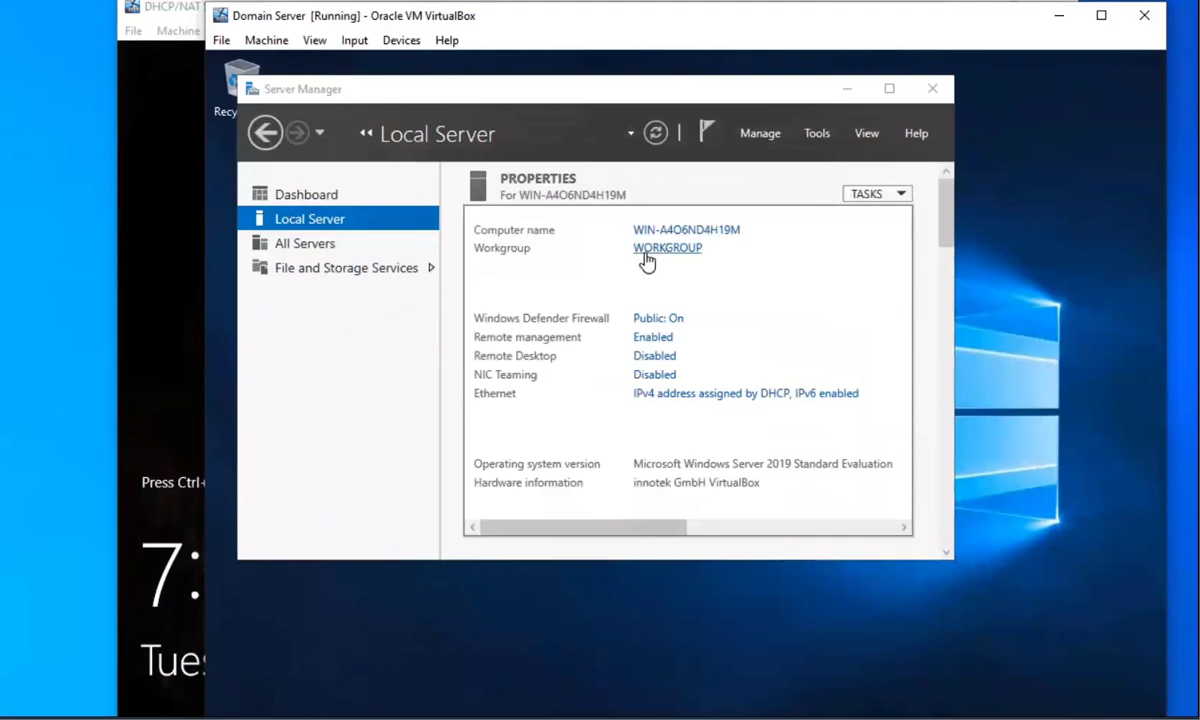 DHCP/NAT
File Machine
Domain Server [Running] - Oracle VM VirtualBox
File Machine View Input Devices Help
Recy
Server Manager
Local Server
Manage Tools View Help
Dashboard
Local Server
All Servers
File and Storage Services
PROPERTIES
For WIN-A4O6ND4H19M
TASKS
Computer name WIN-A4O6ND4H19M
Workgroup WORKGROUP
Windows Defender Firewall Public: On
Remote management Enabled
Remote Desktop Disabled
NIC Teaming Disabled
Ethernet IPv4 address assigned by DHCP, IPv6 enabled
Operating system version Microsoft Windows Server 2019 Standard Evaluation
Hardware information innotek GmbH VirtualBox
Press Ctrl+
7:
Tues